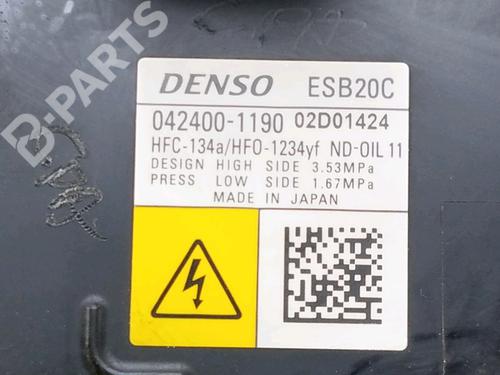 DENSO ESB20C
042400-1190 02D01424
HFC-134a/HFO-1234yf ND-OIL 11
DESIGN HIGH SIDE 3.53MPa
PRESS LOW SIDE 1.67MPa
MADE IN JAPAN
B-PARTS